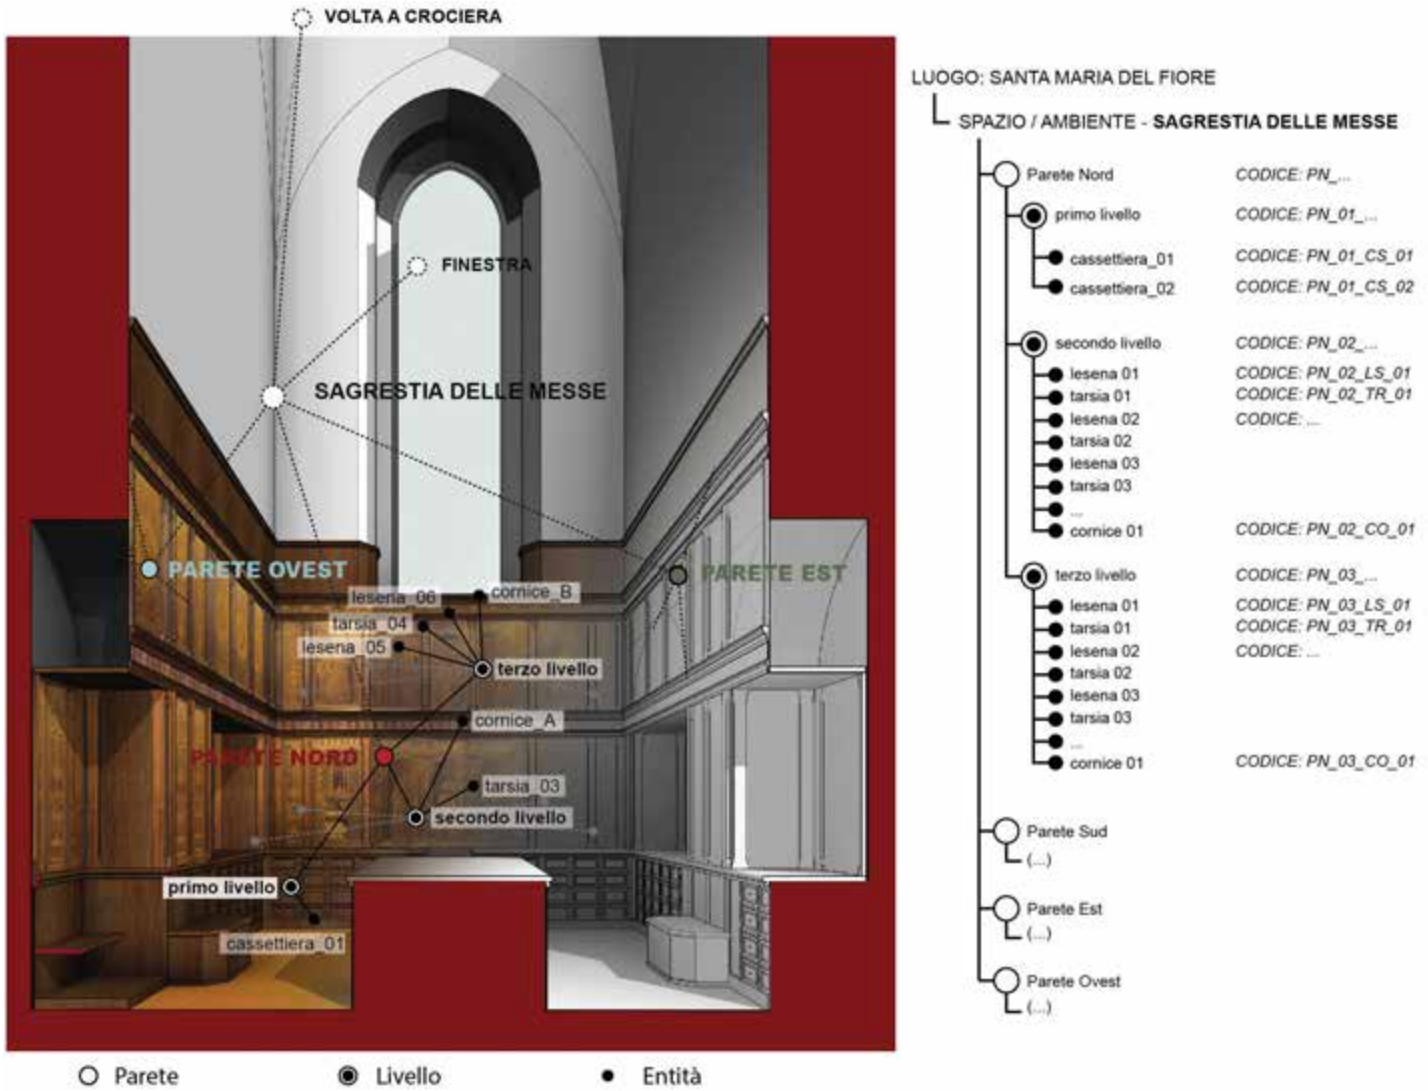 VOLTA A CROCIERA
FINESTRA
SAGRESTIA DELLE MESSE
PARETE OVEST
PARETE EST
lesena_06
cornice_B
tarsia_04
lesena_05
terzo livello
cornice_A
PARETE NORD
tarsia_03
secondo livello
primo livello
cassettiera_01
Parete
Livello
Entità
LUOGO: SANTA MARIA DEL FIORE
SPAZIO / AMBIENTE - SAGRESTIA DELLE MESSE
Parete Nord CODICE: PN_...
primo livello CODICE: PN_01_...
cassettiera_01 CODICE: PN_01_CS_01
cassettiera_02 CODICE: PN_01_CS_02
secondo livello CODICE: PN_02_...
lesena 01 CODICE: PN_02_LS_01
tarsia 01 CODICE: PN_02_TR_01
lesena 02 CODICE: ...
tarsia 02
lesena 03
tarsia 03
...
cornice 01 CODICE: PN_02_CO_01
terzo livello CODICE: PN_03_...
lesena 01 CODICE: PN_03_LS_01
tarsia 01 CODICE: PN_03_TR_01
lesena 02 CODICE: ...
tarsia 02
lesena 03
tarsia 03
...
cornice 01 CODICE: PN_03_CO_01
Parete Sud
(...)
Parete Est
(...)
Parete Ovest
(...)